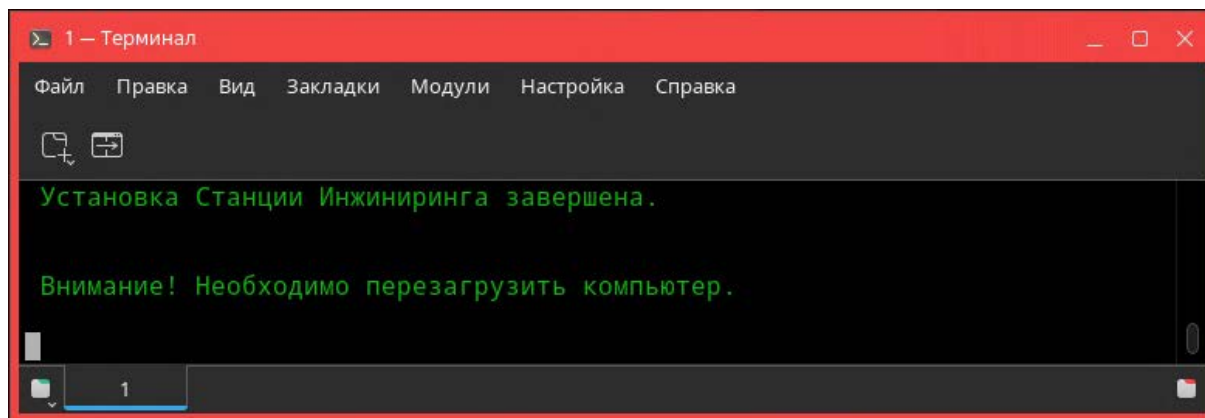 1 — Терминал
Файл Правка Вид Закладки Модули Настройка Справка
Установка Станции Инжиниринга завершена.
Внимание! Необходимо перезагрузить компьютер.
1